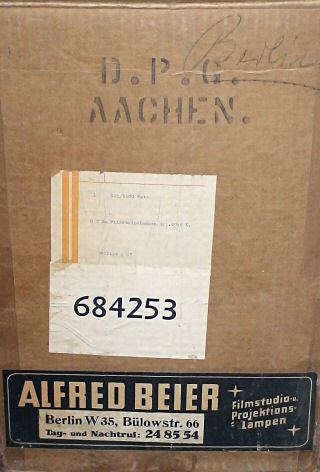 Berlin
D.P.G.
AACHEN.
684253
ALFRED BEIER
Filmstudio-u.
Projektions-
Lampen
Berlin W 35, Bülowstr. 66
Tag- und Nachtruf: 24 85 54